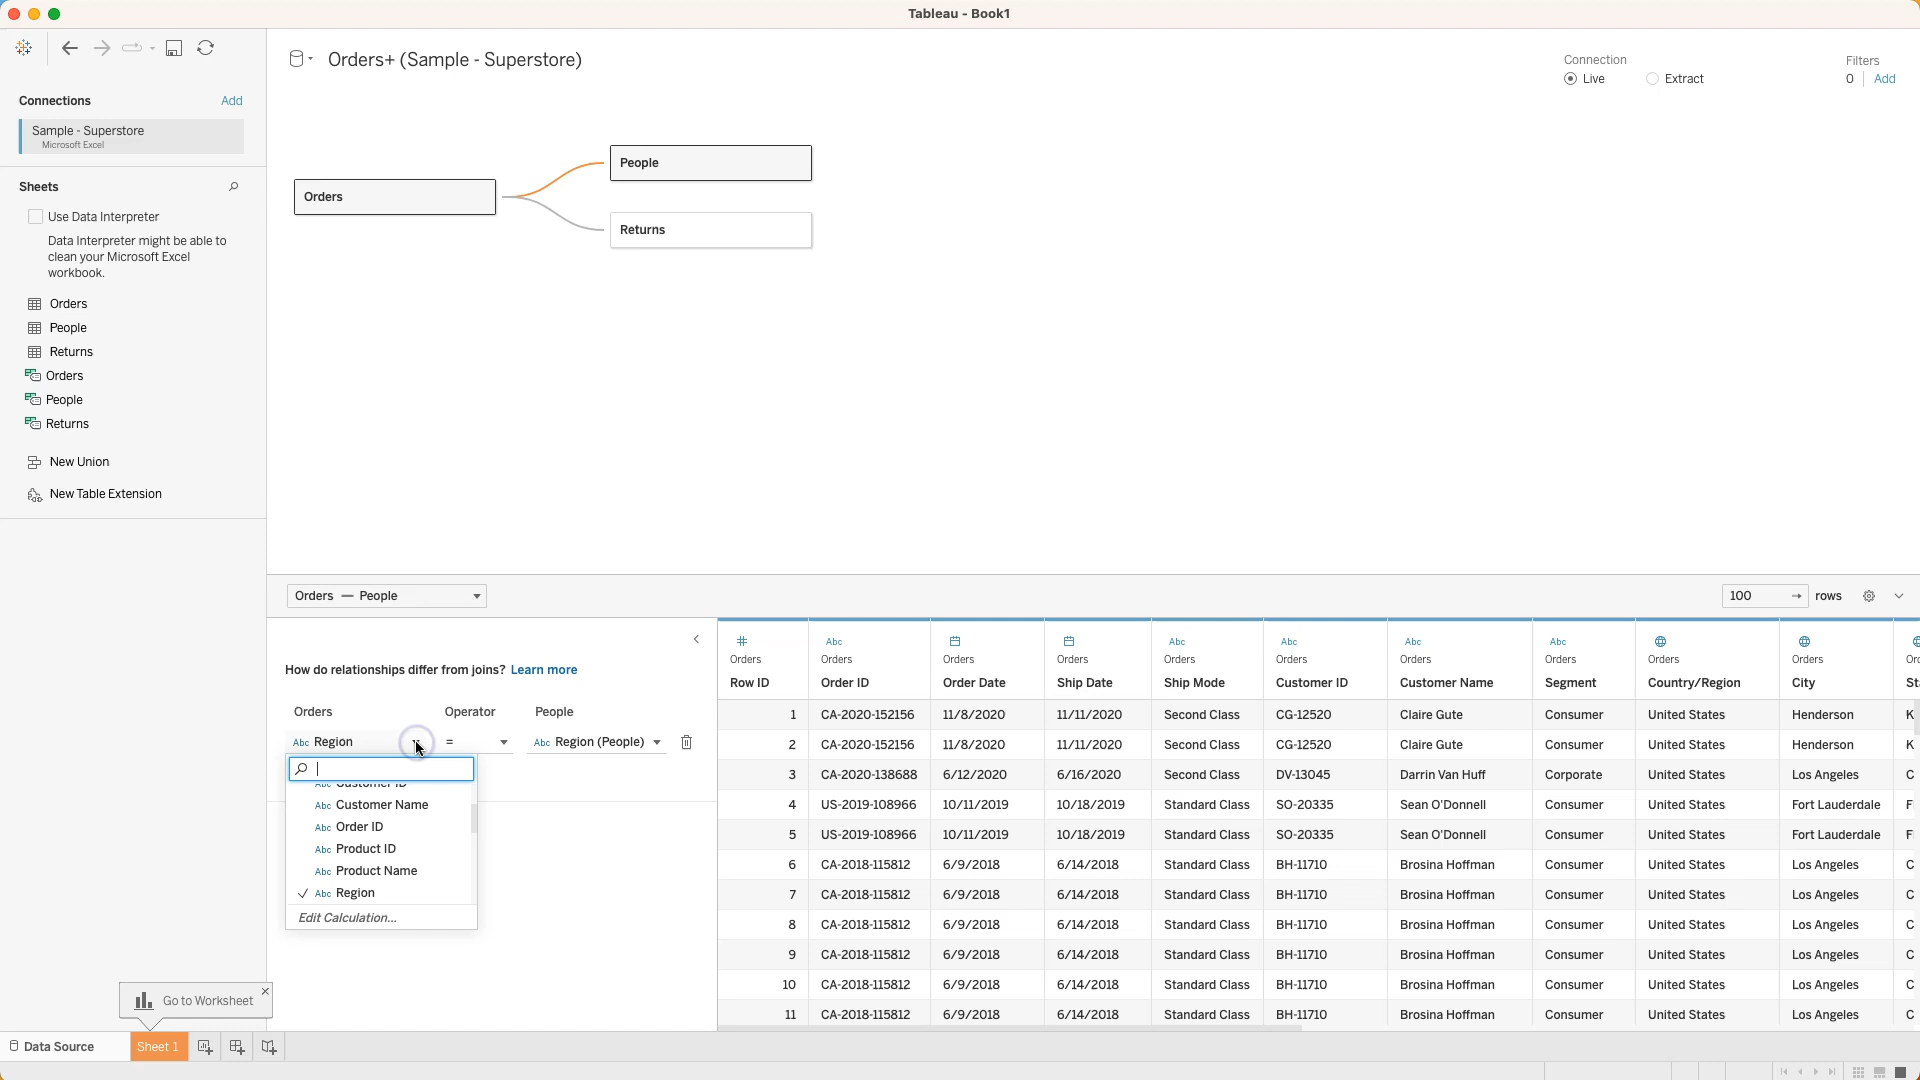 Tableau - Book1
Orders+ (Sample - Superstore)
Connection
Live
Extract
Filters
0
Add
Connections
Add
Sample - Superstore
Microsoft Excel
Sheets
Use Data Interpreter
Data Interpreter might be able to
clean your Microsoft Excel
workbook.
Orders
People
Returns
Orders
People
Returns
New Union
New Table Extension
Orders
People
Returns
Orders — People
100
rows
How do relationships differ from joins? Learn more
Orders
Operator
People
Abc Region
=
Abc Region (People)
Customer ID
Abc Customer Name
Abc Order ID
Abc Product ID
Abc Product Name
Abc Region
Edit Calculation...
# Abc Abc Abc Abc Abc
Orders Orders Orders Orders Orders Orders Orders Orders Orders Orders Orc
Row ID Order ID Order Date Ship Date Ship Mode Customer ID Customer Name Segment Country/Region City St
1 CA-2020-152156 11/8/2020 11/11/2020 Second Class CG-12520 Claire Gute Consumer United States Henderson K
2 CA-2020-152156 11/8/2020 11/11/2020 Second Class CG-12520 Claire Gute Consumer United States Henderson K
3 CA-2020-138688 6/12/2020 6/16/2020 Second Class DV-13045 Darrin Van Huff Corporate United States Los Angeles C
4 US-2019-108966 10/11/2019 10/18/2019 Standard Class SO-20335 Sean O'Donnell Consumer United States Fort Lauderdale F
5 US-2019-108966 10/11/2019 10/18/2019 Standard Class SO-20335 Sean O'Donnell Consumer United States Fort Lauderdale F
6 CA-2018-115812 6/9/2018 6/14/2018 Standard Class BH-11710 Brosina Hoffman Consumer United States Los Angeles C
7 CA-2018-115812 6/9/2018 6/14/2018 Standard Class BH-11710 Brosina Hoffman Consumer United States Los Angeles C
8 CA-2018-115812 6/9/2018 6/14/2018 Standard Class BH-11710 Brosina Hoffman Consumer United States Los Angeles C
9 CA-2018-115812 6/9/2018 6/14/2018 Standard Class BH-11710 Brosina Hoffman Consumer United States Los Angeles C
10 CA-2018-115812 6/9/2018 6/14/2018 Standard Class BH-11710 Brosina Hoffman Consumer United States Los Angeles C
11 CA-2018-115812 6/9/2018 6/14/2018 Standard Class BH-11710 Brosina Hoffman Consumer United States Los Angeles C
Go to Worksheet
Data Source
Sheet 1